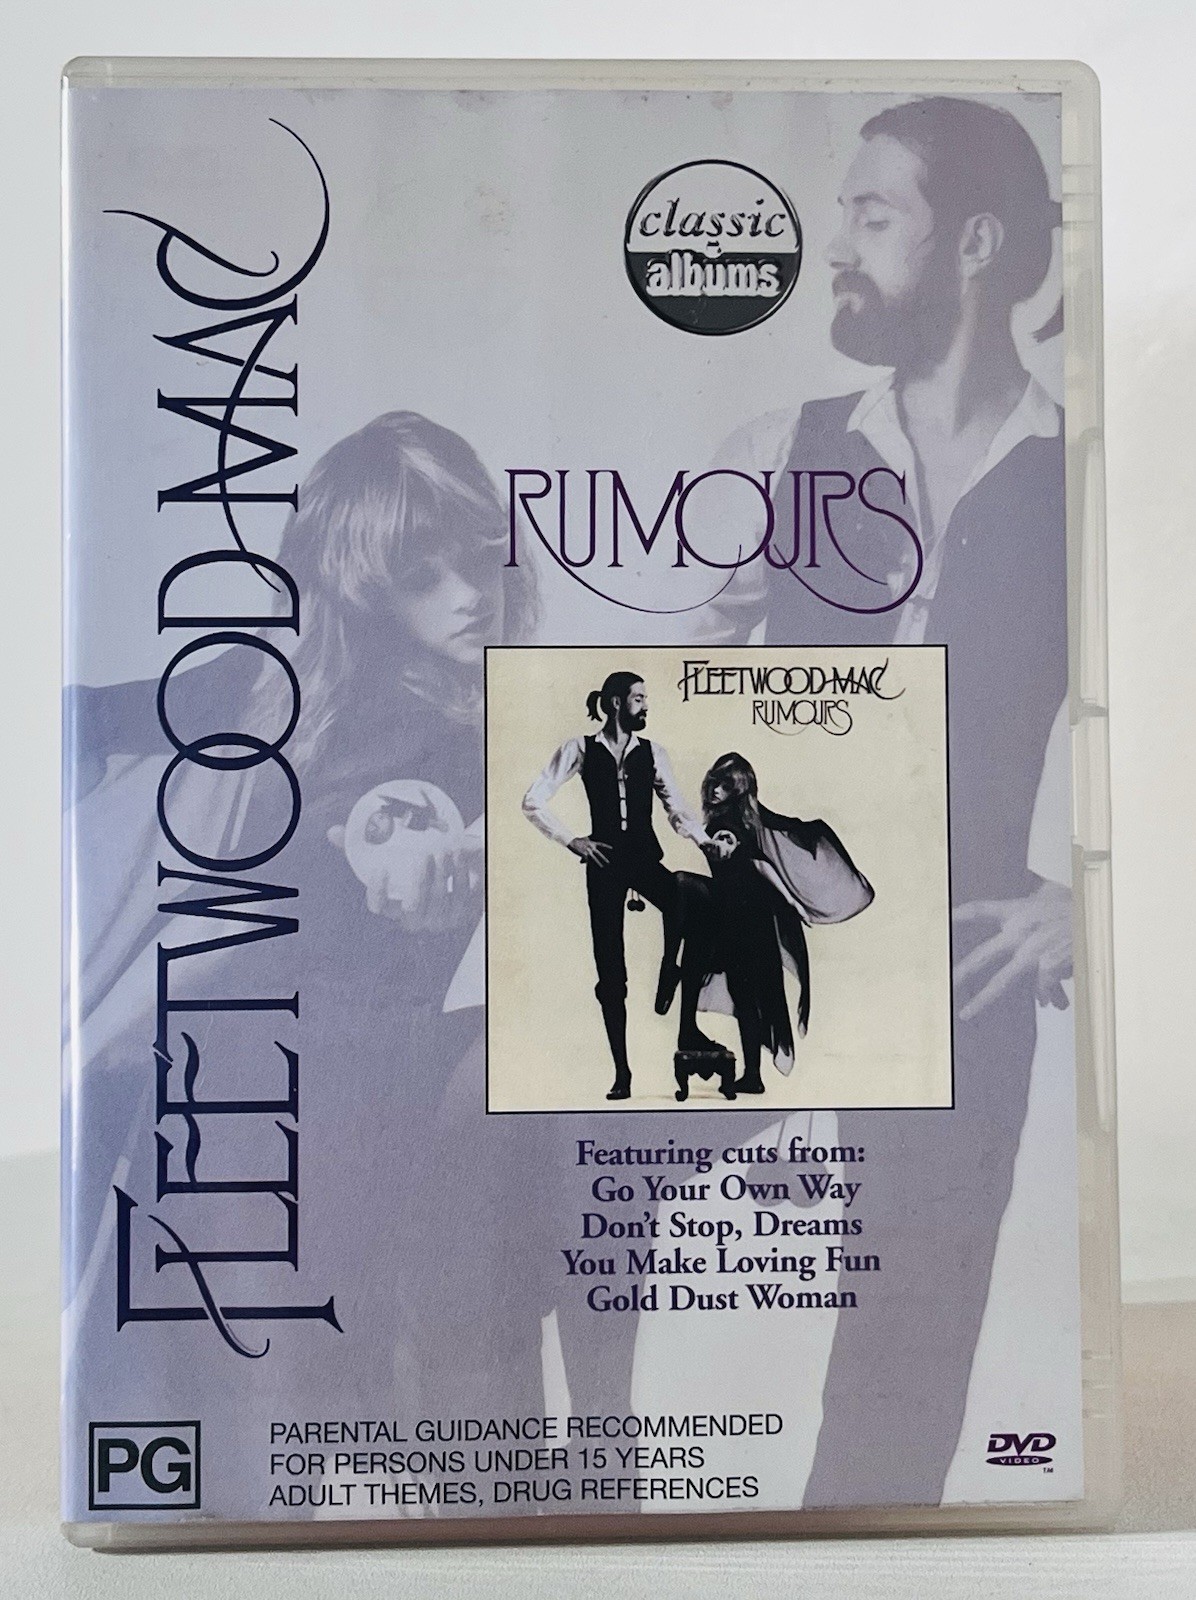 FLEETWOOD MAC
classic
albums
RUMOURS
FLEETWOOD MAC
RUMOURS
Featuring cuts from:
Go Your Own Way
Don't Stop, Dreams
You Make Loving Fun
Gold Dust Woman
PG
PARENTAL GUIDANCE RECOMMENDED
FOR PERSONS UNDER 15 YEARS
ADULT THEMES, DRUG REFERENCES
DVD
VIDEO
TM